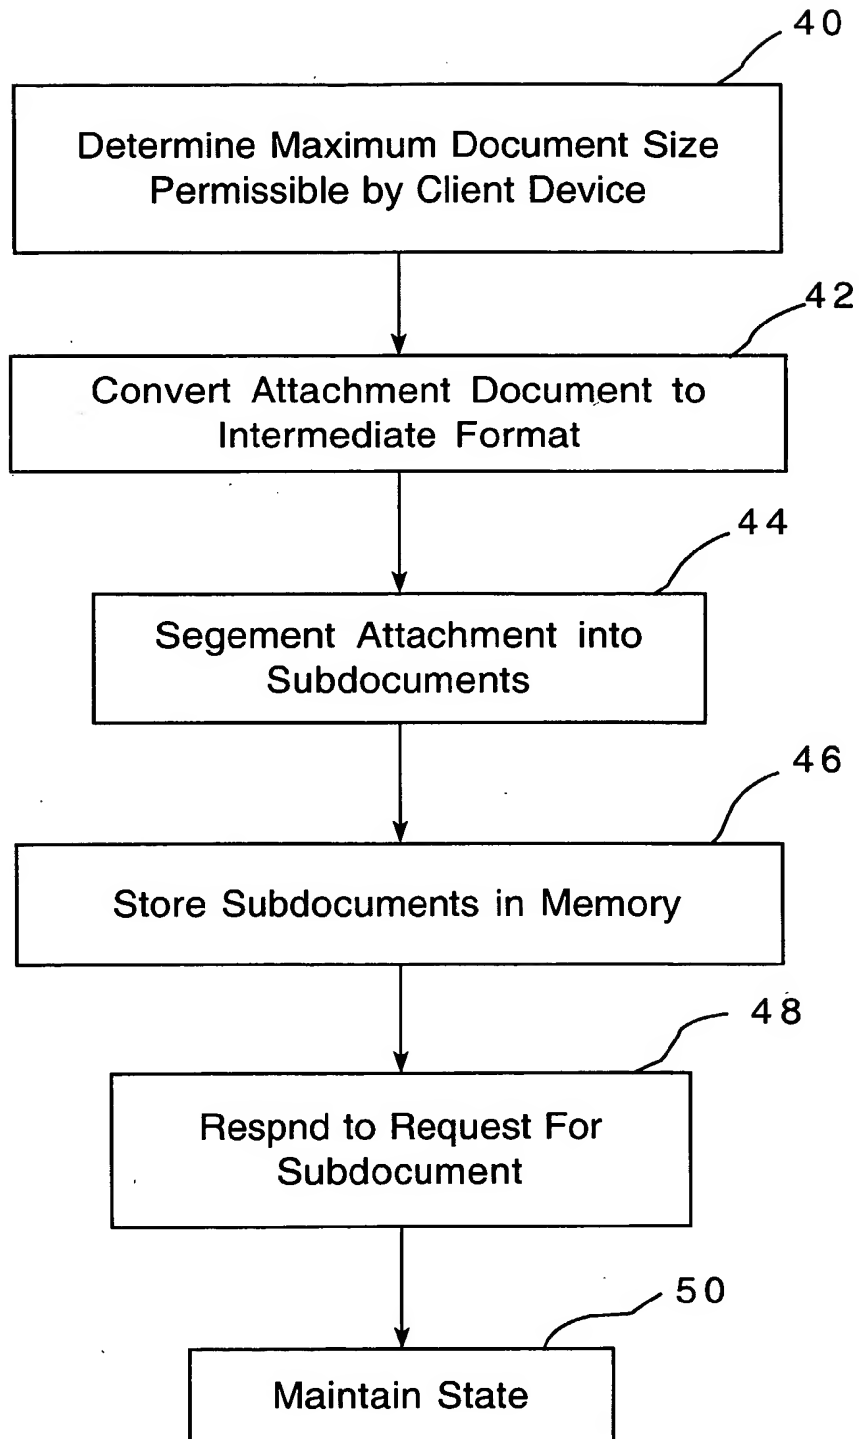 40
Determine Maximum Document Size
Permissible by Client Device
42
Convert Attachment Document to
Intermediate Format
44
Segement Attachment into
Subdocuments
46
Store Subdocuments in Memory
48
Respnd to Request For
Subdocument
50
Maintain State